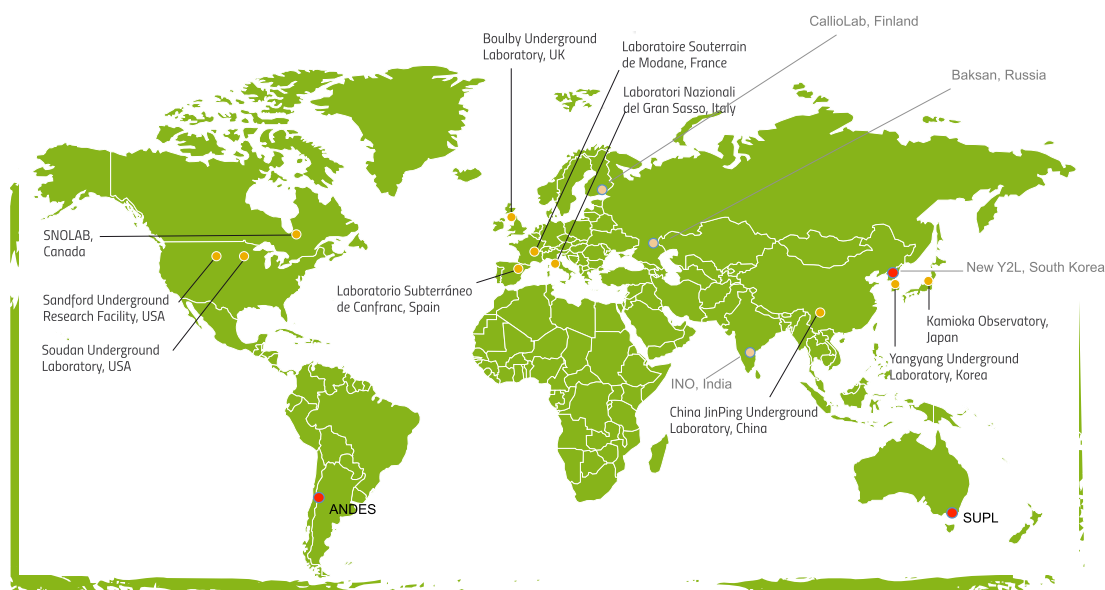 CallioLab, Finland
Boulby Underground
Laboratory, UK
Laboratoire Souterrain
de Modane, France
Baksan, Russia
Laboratori Nazionali
del Gran Sasso, Italy
SNOLAB,
Canada
New Y2L, South Korea
Laboratorio Subterráneo
de Canfranc, Spain
Sandford Underground
Research Facility, USA
Kamioka Observatory,
Japan
Soudan Underground
Laboratory, USA
Yangyang Underground
Laboratory, Korea
INO, India
China JinPing Underground
Laboratory, China
ANDES
SUPL